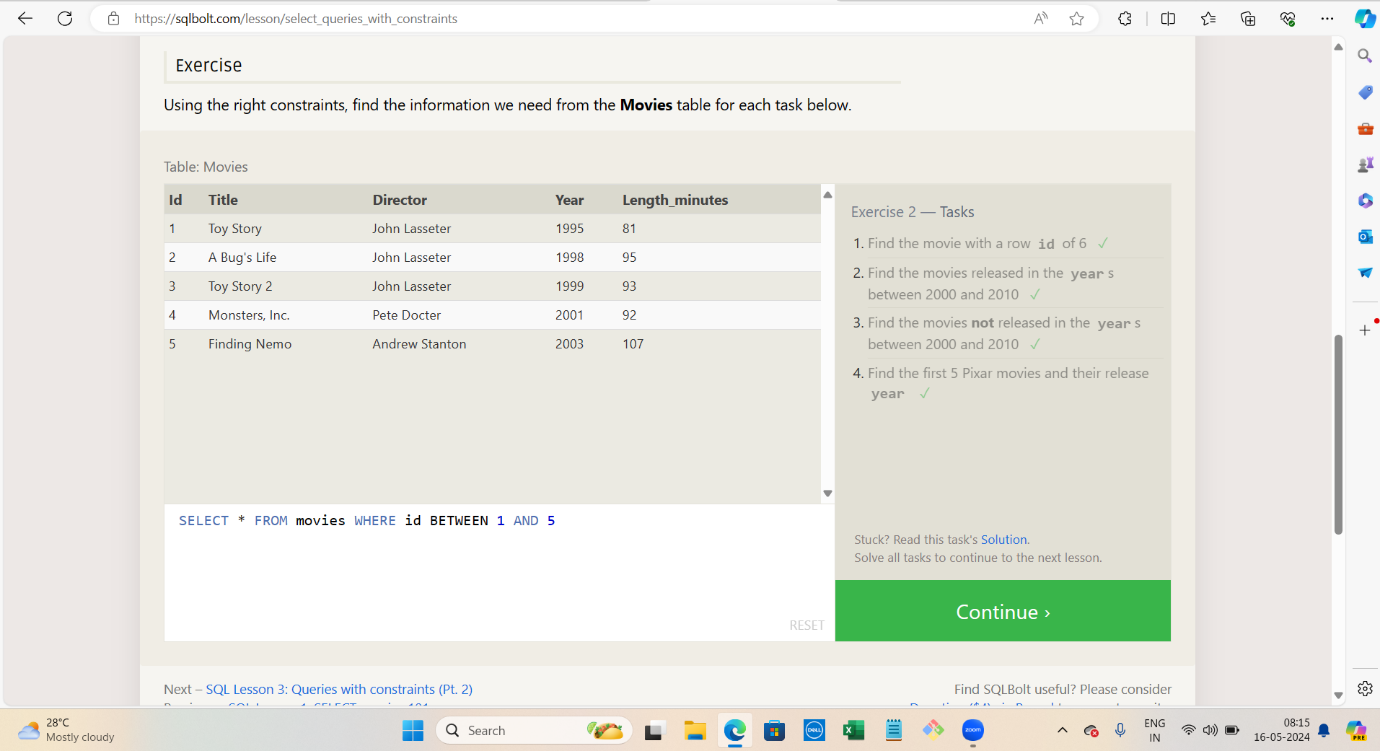 https://sqlbolt.com/lesson/select_queries_with_constraints
Exercise
Using the right constraints, find the information we need from the Movies table for each task below.
Table: Movies
Id Title Director Year Length_minutes
1 Toy Story John Lasseter 1995 81
2 A Bug's Life John Lasseter 1998 95
3 Toy Story 2 John Lasseter 1999 93
4 Monsters, Inc. Pete Docter 2001 92
5 Finding Nemo Andrew Stanton 2003 107
SELECT * FROM movies WHERE id BETWEEN 1 AND 5
RESET
Exercise 2 — Tasks
1. Find the movie with a row id of 6 ✓
2. Find the movies released in the year s
between 2000 and 2010 ✓
3. Find the movies not released in the year s
between 2000 and 2010 ✓
4. Find the first 5 Pixar movies and their release
year ✓
Stuck? Read this task's Solution.
Solve all tasks to continue to the next lesson.
Continue ›
Next – SQL Lesson 3: Queries with constraints (Pt. 2)
Find SQLBolt useful? Please consider
28°C
Mostly cloudy
Search
DELL
zoom
ENG
IN
08:15
16-05-2024
PRE